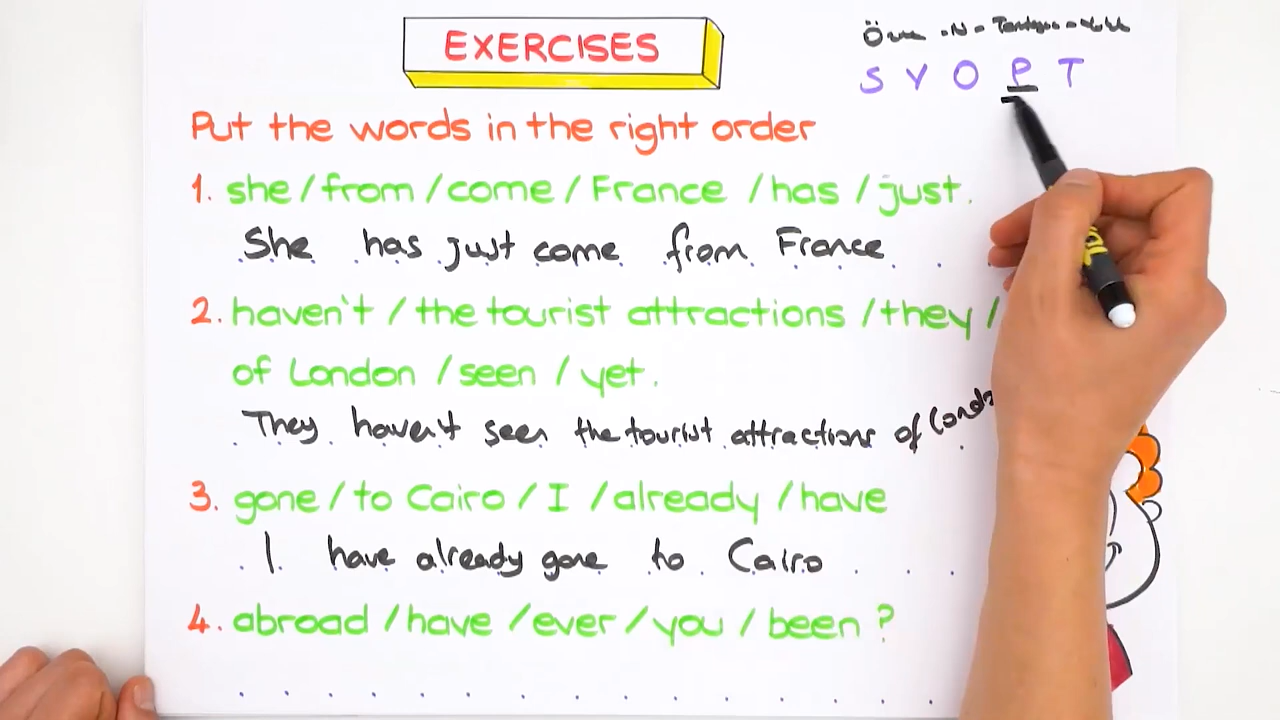 EXERCISES
S V O P T
Put the words in the right order
1. she / from / come / France / has / just.
She has just come from France
2. haven't / the tourist attractions / they /
of London / seen / yet.
They haven't seen the tourist attractions of
3. gone / to Cairo / I / already / have
I have already gone to Cairo
4. abroad / have / ever / you / been ?